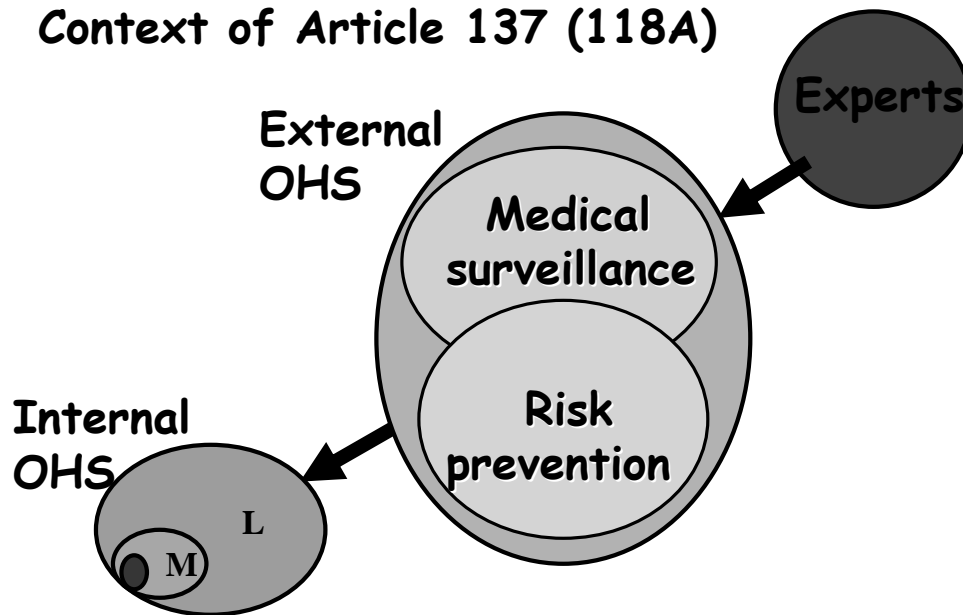 Context of Article 137 (118A)
Experts
External
OHS
Medical
surveillance
Risk
prevention
Internal
OHS
L
M